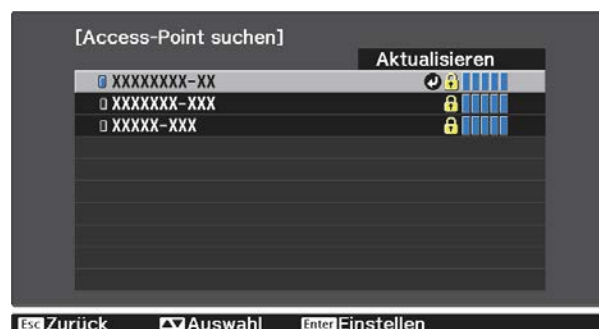 [Access-Point suchen]
Aktualisieren
XXXXXXXX-XX
XXXXXXX-XXX
XXXXX-XXX
Esc Zurück Auswahl Enter Einstellen